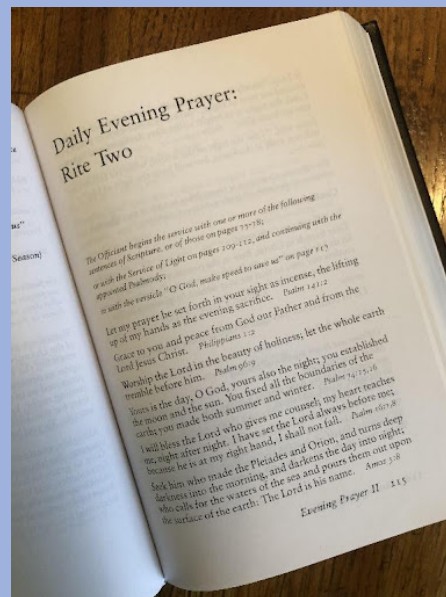 us"
Season)
Daily Evening Prayer:
Rite Two
The Officiant begins the service with one or more of the following
sentences of Scripture, or of those on pages 75-78;
or with the Service of Light on pages 109-112, and continuing with the
appointed Psalmody;
or with the versicle "O God, make speed to save us" on page 117
Let my prayer be set forth in your sight as incense, the lifting
up of my hands as the evening sacrifice. Psalm 141:2
Grace to you and peace from God our Father and from the
Lord Jesus Christ. Philippians 1:2
Worship the Lord in the beauty of holiness; let the whole earth
tremble before him. Psalm 96:9
Yours is the day, O God, yours also the night; you established
the moon and the sun. You fixed all the boundaries of the
earth; you made both summer and winter. Psalm 74:15,16
I will bless the Lord who gives me counsel; my heart teaches
me, night after night. I have set the Lord always before me;
because he is at my right hand, I shall not fall. Psalm 16:7,8
Seek him who made the Pleiades and Orion, and turns deep
darkness into the morning, and darkens the day into night;
who calls for the waters of the sea and pours them out upon
the surface of the earth: The Lord is his name. Amos 5:8
Evening Prayer II 115